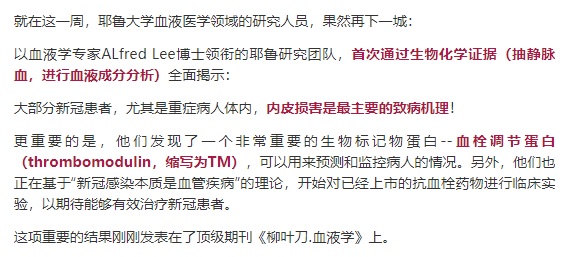 就在这一周，耶鲁大学血液医学领域的研究人员，果然再下一城：
以血液学专家ALfred Lee博士领衔的耶鲁研究团队，首次通过生物化学证据（抽静脉
血，进行血液成分分析）全面揭示：
大部分新冠患者，尤其是重症病人体内，内皮损害是最主要的致病机理！
更重要的是，他们发现了一个非常重要的生物标记物蛋白--血栓调节蛋白
（thrombomodulin，缩写为TM），可以用来预测和监控病人的情况。另外，他们也
正在基于“新冠感染本质是血管疾病”的理论，开始对已经上市的抗血栓药物进行临床实
验，以期待能够有效治疗新冠患者。
这项重要的结果刚刚发表在了顶级期刊《柳叶刀.血液学》上。